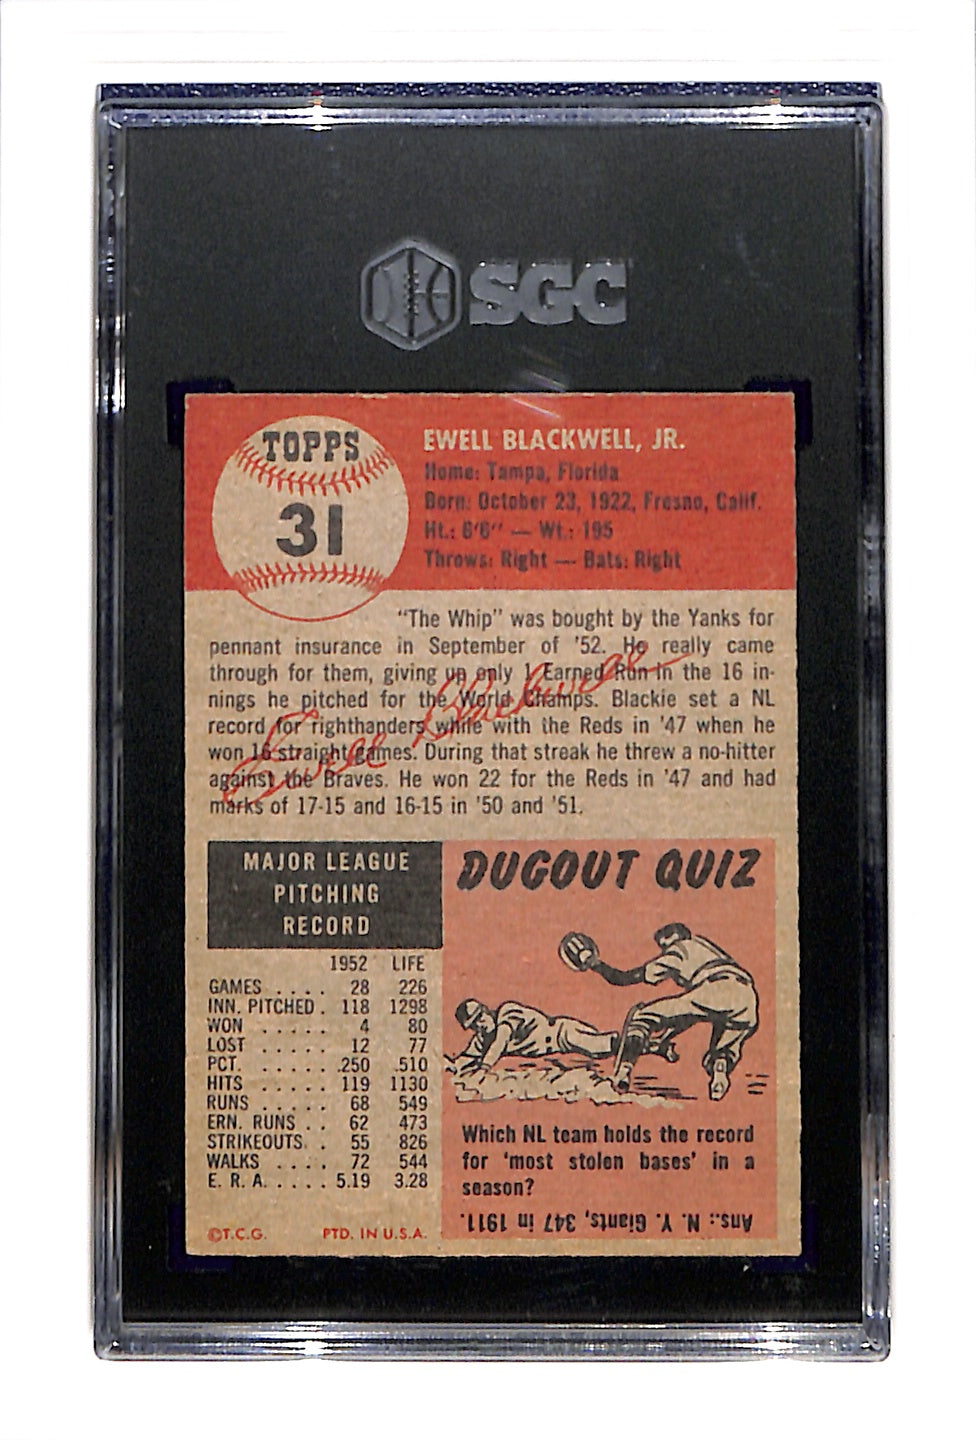 SGC
TOPPS
31
EWELL BLACKWELL, JR.
Home: Tampa, Florida
Born: October 23, 1922, Fresno, Calif.
Ht.: 6'6" — Wt.: 195
Throws: Right — Bats: Right
"The Whip" was bought by the Yanks for
pennant insurance in September of '52. He really came
through for them, giving up only 1 Earned Run in the 16 in-
nings he pitched for the World Champs. Blackie set a NL
record for righthanders while with the Reds in '47 when he
won 16 straight games. During that streak he threw a no-hitter
against the Braves. He won 22 for the Reds in '47 and had
marks of 17-15 and 16-15 in '50 and '51.
Ewell Blackwell
MAJOR LEAGUE
PITCHING
RECORD
1952 LIFE
GAMES . . . . 28 226
INN. PITCHED . 118 1298
WON . . . . . 4 80
LOST . . . . . 12 77
PCT. . . . . . .250 .510
HITS . . . . . 119 1130
RUNS . . . . . 68 549
ERN. RUNS . . 62 473
STRIKEOUTS . . 55 826
WALKS . . . . 72 544
E. R. A. . . . . . 5.19 3.28
©T.C.G. PTD. IN U.S.A.
DUGOUT QUIZ
Which NL team holds the record
for 'most stolen bases' in a
season?
Ans.: N. Y. Giants, 347 in 1911.